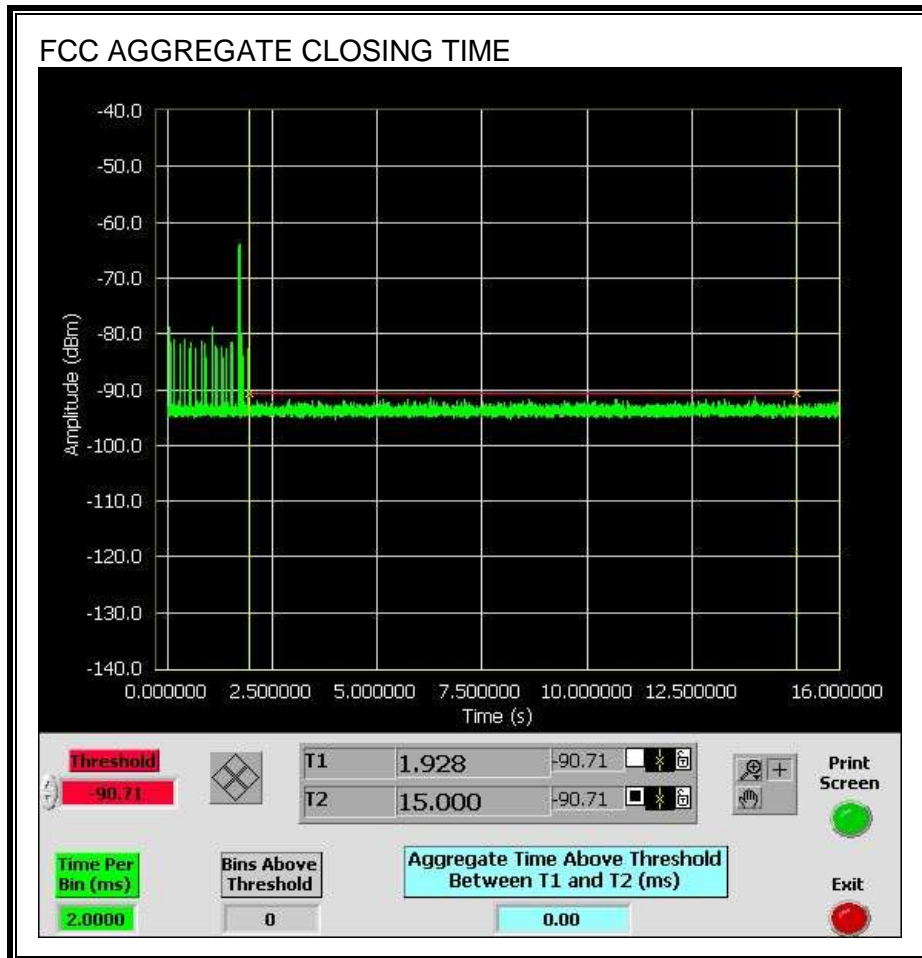 FCC AGGREGATE CLOSING TIME
-40.0
-50.0
-60.0
-70.0
-80.0
-90.0
-100.0
-110.0
-120.0
-130.0
-140.0
Amplitude (dBm)
0.000000 2.500000 5.000000 7.500000 10.000000 12.500000 16.000000
Time (s)
Threshold
-90.71
T1 1.928 -90.71
T2 15.000 -90.71
Print Screen
Time Per Bin (ms)
2.0000
Bins Above Threshold
0
Aggregate Time Above Threshold
Between T1 and T2 (ms)
0.00
Exit